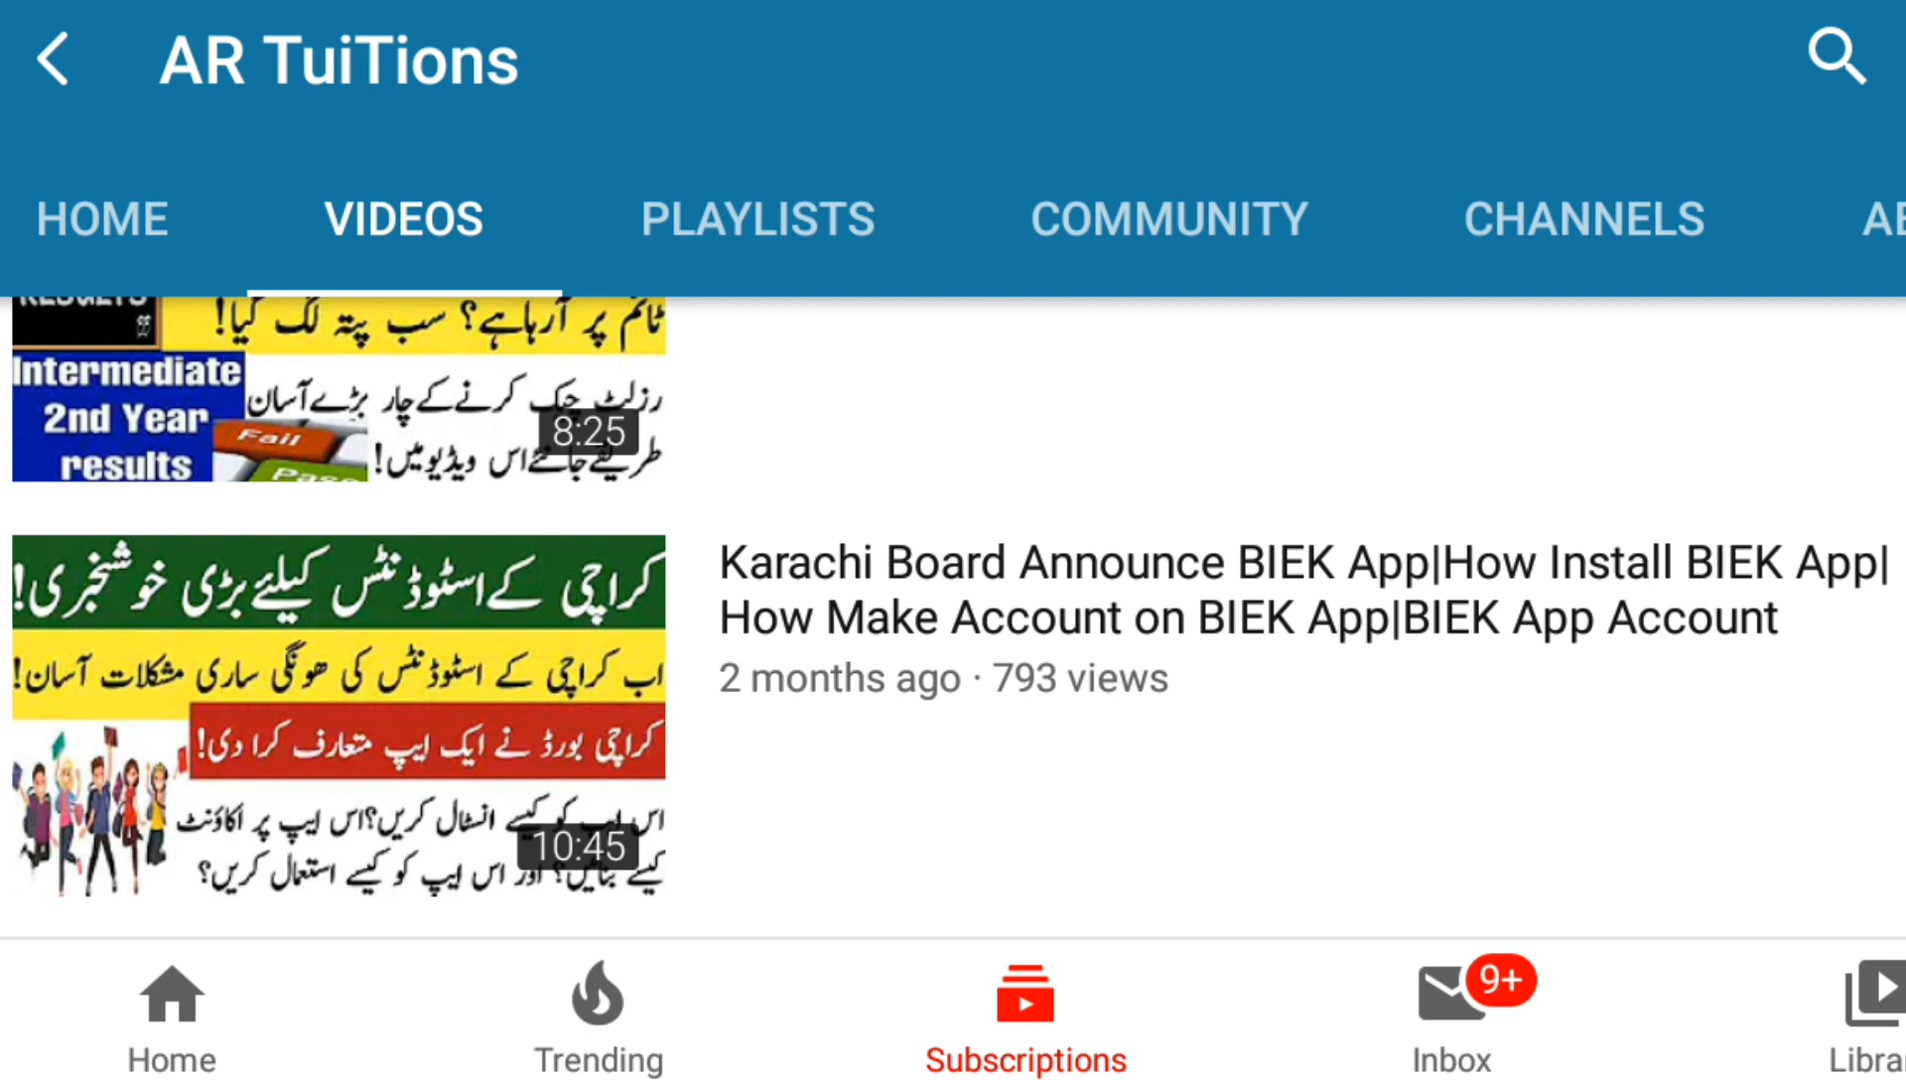 AR TuiTions
HOME VIDEOS PLAYLISTS COMMUNITY CHANNELS
ٹائم پر آرہاہے؟ سب پتہ لگ گیا!
Intermediate
2nd Year
results
Fail
Pass
رزلٹ چیک کرنے کے چار بڑے آسان
طریقے جانئے اس ویڈیو میں!
8:25
کراچی کے اسٹوڈنٹس کیلئے بڑی خوشخبری!
اب کراچی کے اسٹوڈنٹس کی ھونگی ساری مشکلات آسان!
کراچی بورڈ نے ایک ایپ متعارف کرا دی!
اس ایپ کو کیسے انسٹال کریں؟ اس ایپ پر اکاؤنٹ
کیسے بنائیں؟ اور اس ایپ کو کیسے استعمال کریں؟
10:45
Karachi Board Announce BIEK App|How Install BIEK App|
How Make Account on BIEK App|BIEK App Account
2 months ago · 793 views
9+
Home Trending Subscriptions Inbox